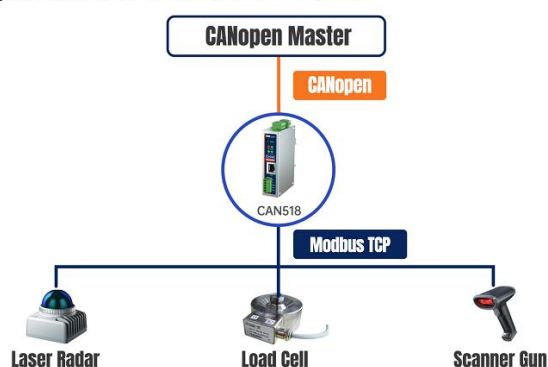 CANopen Master
CANopen
CAN518
Modbus TCP
Laser Radar
Load Cell
Scanner Gun